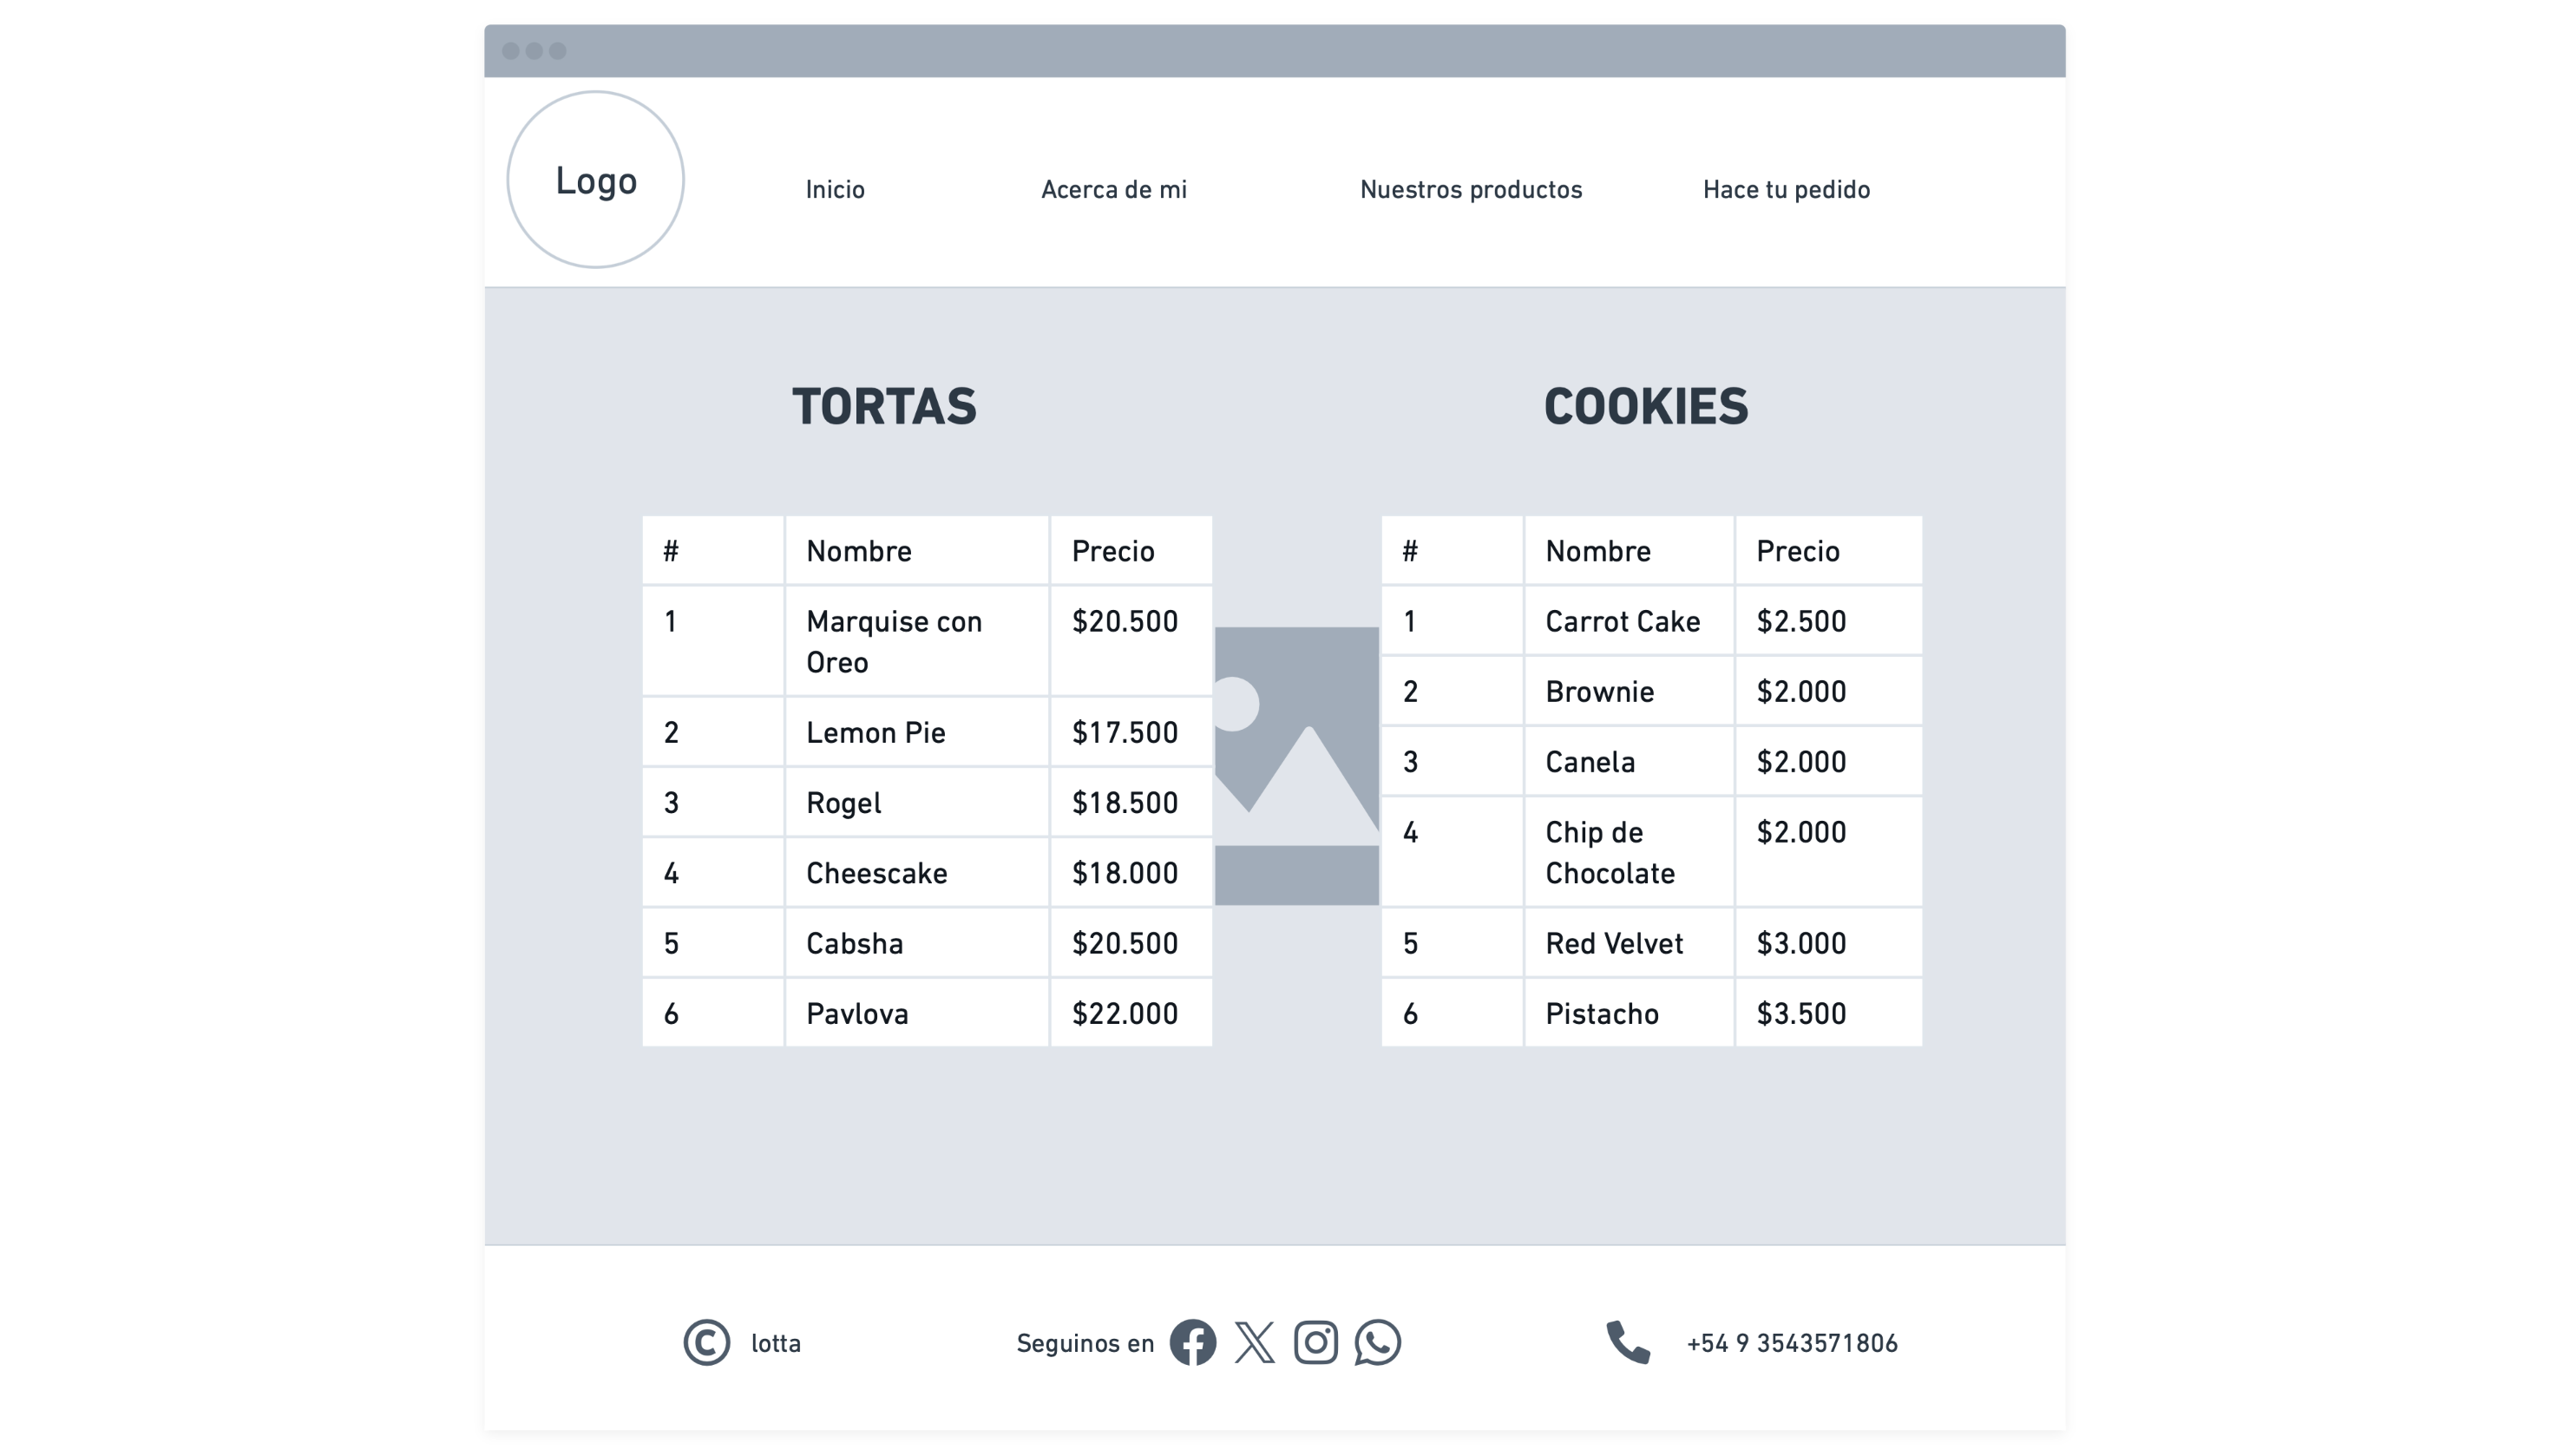 Logo
Inicio
Acerca de mi
Nuestros productos
Hace tu pedido
TORTAS
# Nombre Precio
1 Marquise con $20.500
Oreo
2 Lemon Pie $17.500
3 Rogel $18.500
4 Cheescake $18.000
5 Cabsha $20.500
6 Pavlova $22.000
COOKIES
# Nombre Precio
1 Carrot Cake $2.500
2 Brownie $2.000
3 Canela $2.000
4 Chip de $2.000
Chocolate
5 Red Velvet $3.000
6 Pistacho $3.500
© lotta
Seguinos en
+54 9 3543571806